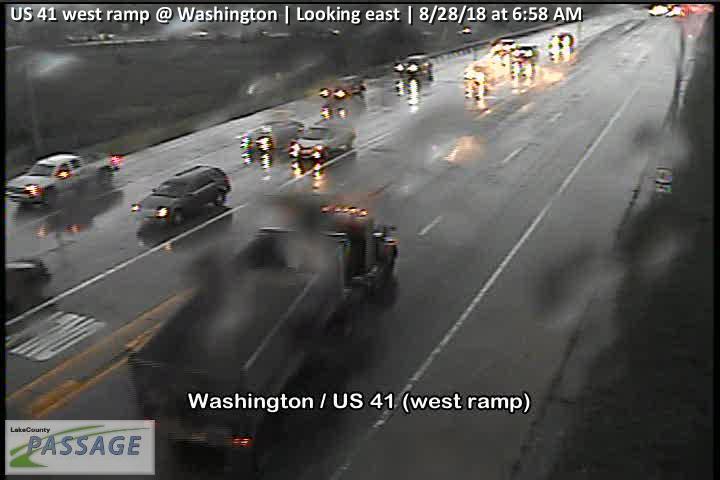 US 41 west ramp @ Washington | Looking east | 8/28/18 at 6:58 AM
Washington / US 41 (west ramp)
LakeCounty
PASSAGE